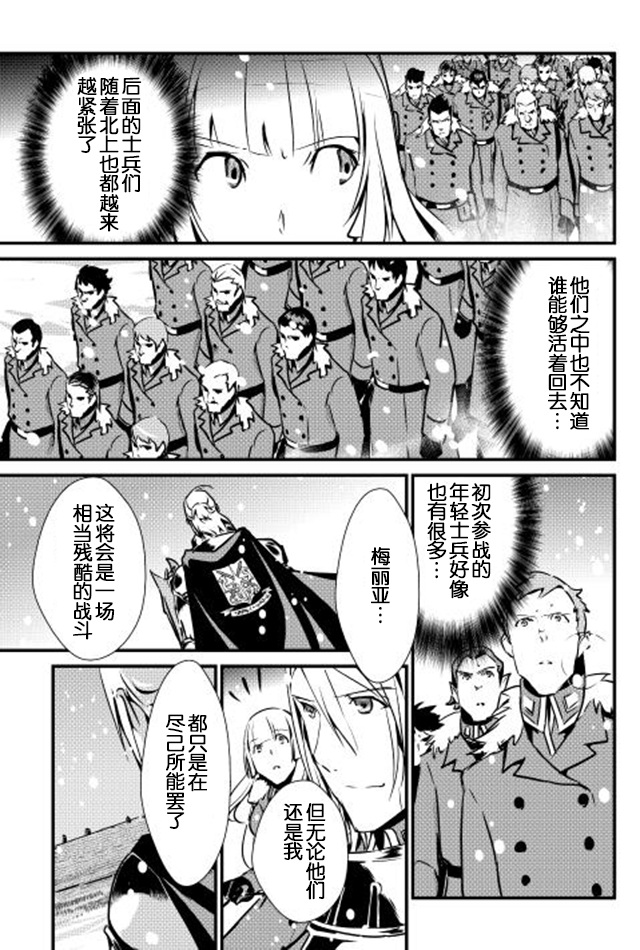 后面的士兵们
随着北上也都越来
越紧张了
他们之中也不知道
谁能够活着回去…
初次参战的
年轻士兵好像
也有很多…
梅丽亚…
这将会是一场
相当残酷的战斗
但无论他们
还是我
都只是在
尽己所能罢了